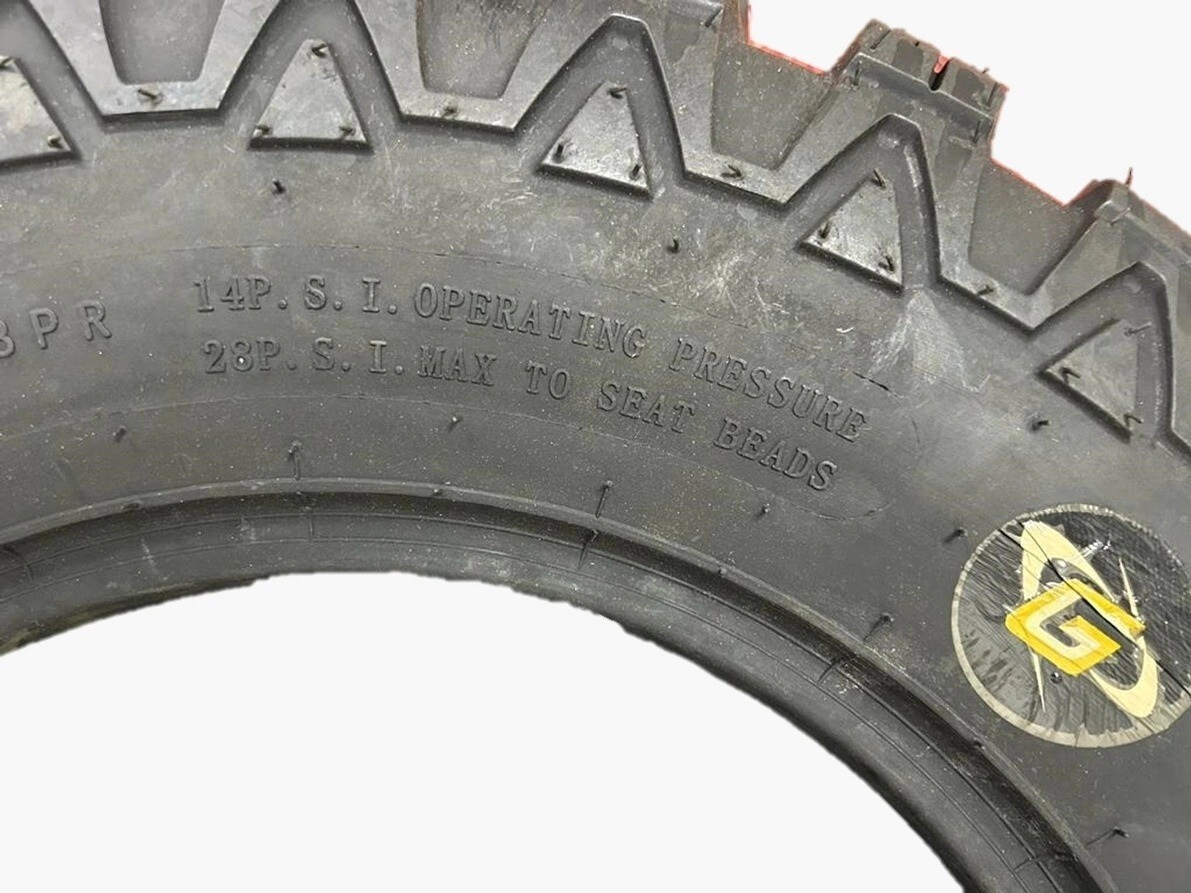 8PR
14P.S.I.OPERATING PRESSURE
28P.S.I.MAX TO SEAT BEADS
G